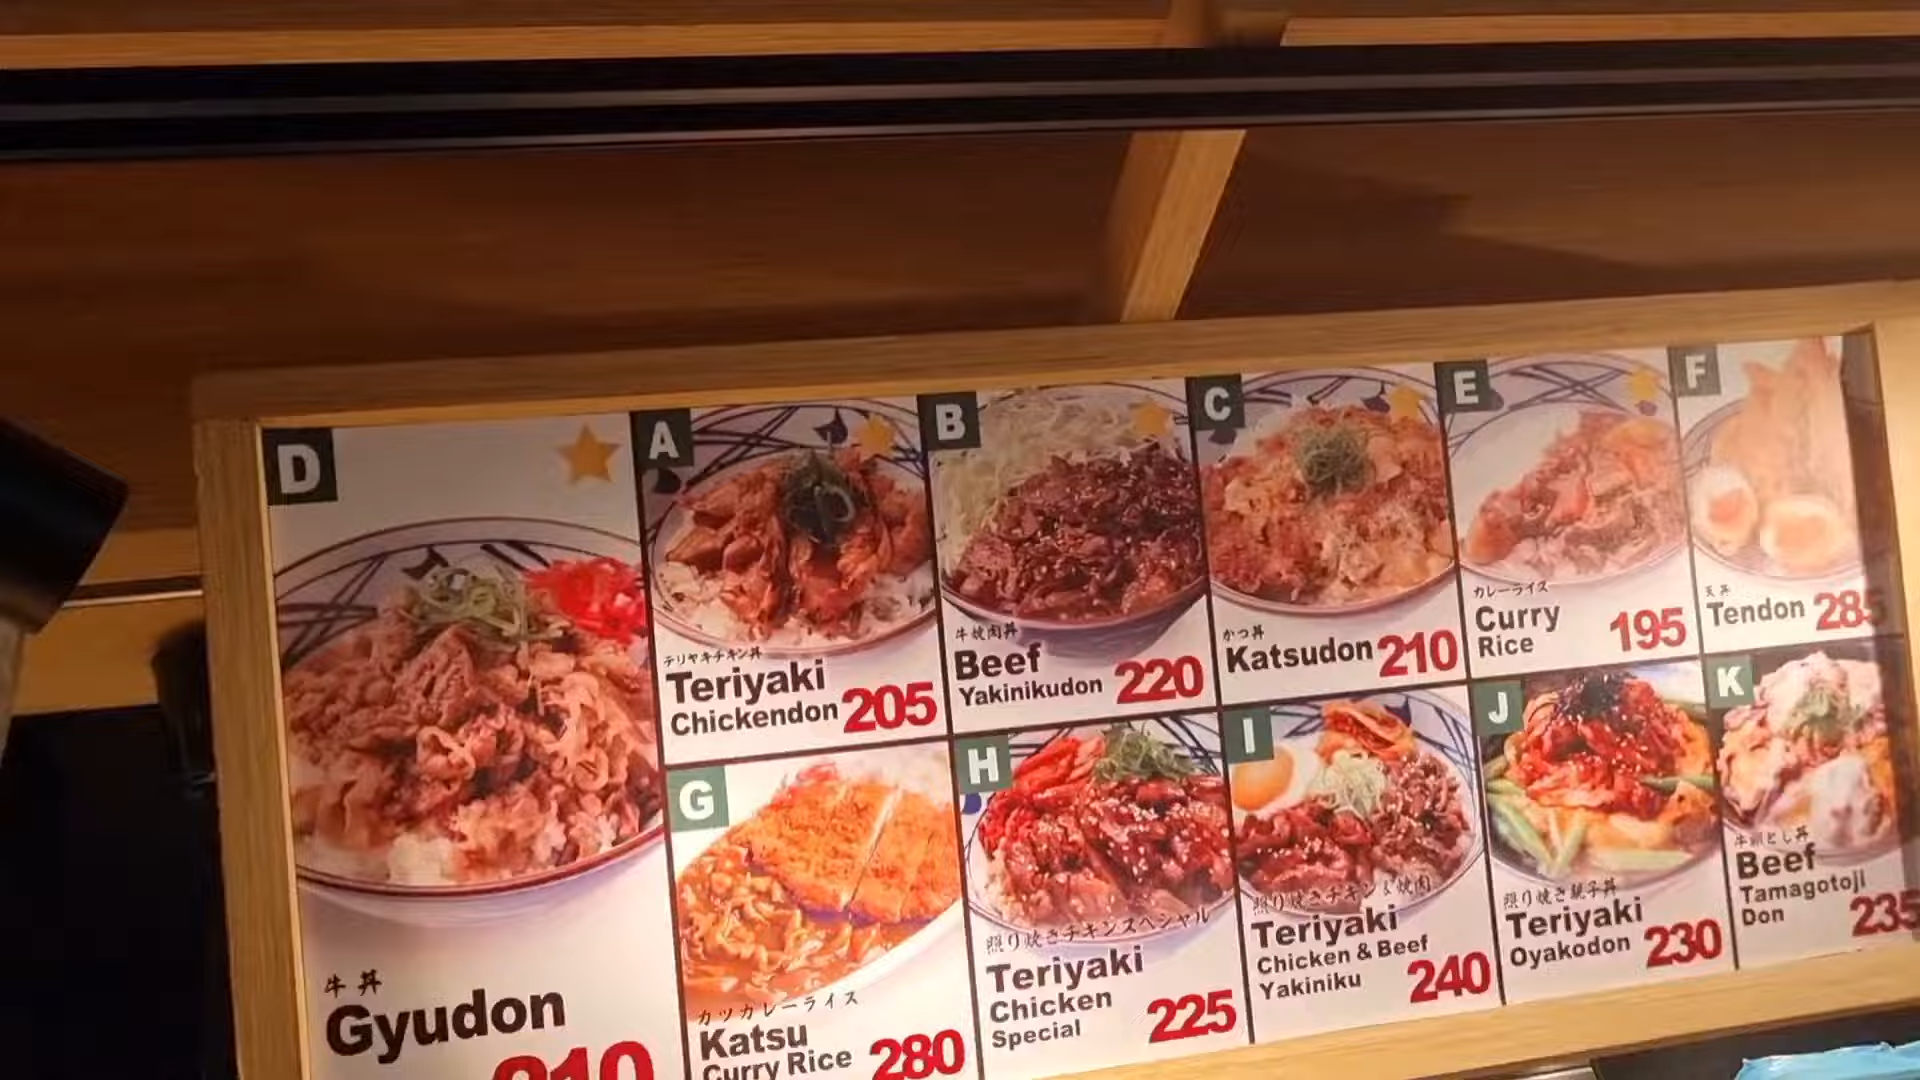 D
牛丼
Gyudon
210
A
テリヤキチキン丼
Teriyaki
Chickendon 205
B
牛焼肉丼
Beef
Yakinikudon 220
C
かつ丼
Katsudon 210
E
カレーライス
Curry
Rice 195
F
天丼
Tendon 285
G
カツカレーライス
Katsu
Curry Rice 280
H
照り焼きチキンスペシャル
Teriyaki
Chicken
Special 225
I
照り焼きチキン&焼肉
Teriyaki
Chicken & Beef
Yakiniku 240
J
照り焼き親子丼
Teriyaki
Oyakodon 230
K
牛卵とし丼
Beef
Tamagotoji
Don 235